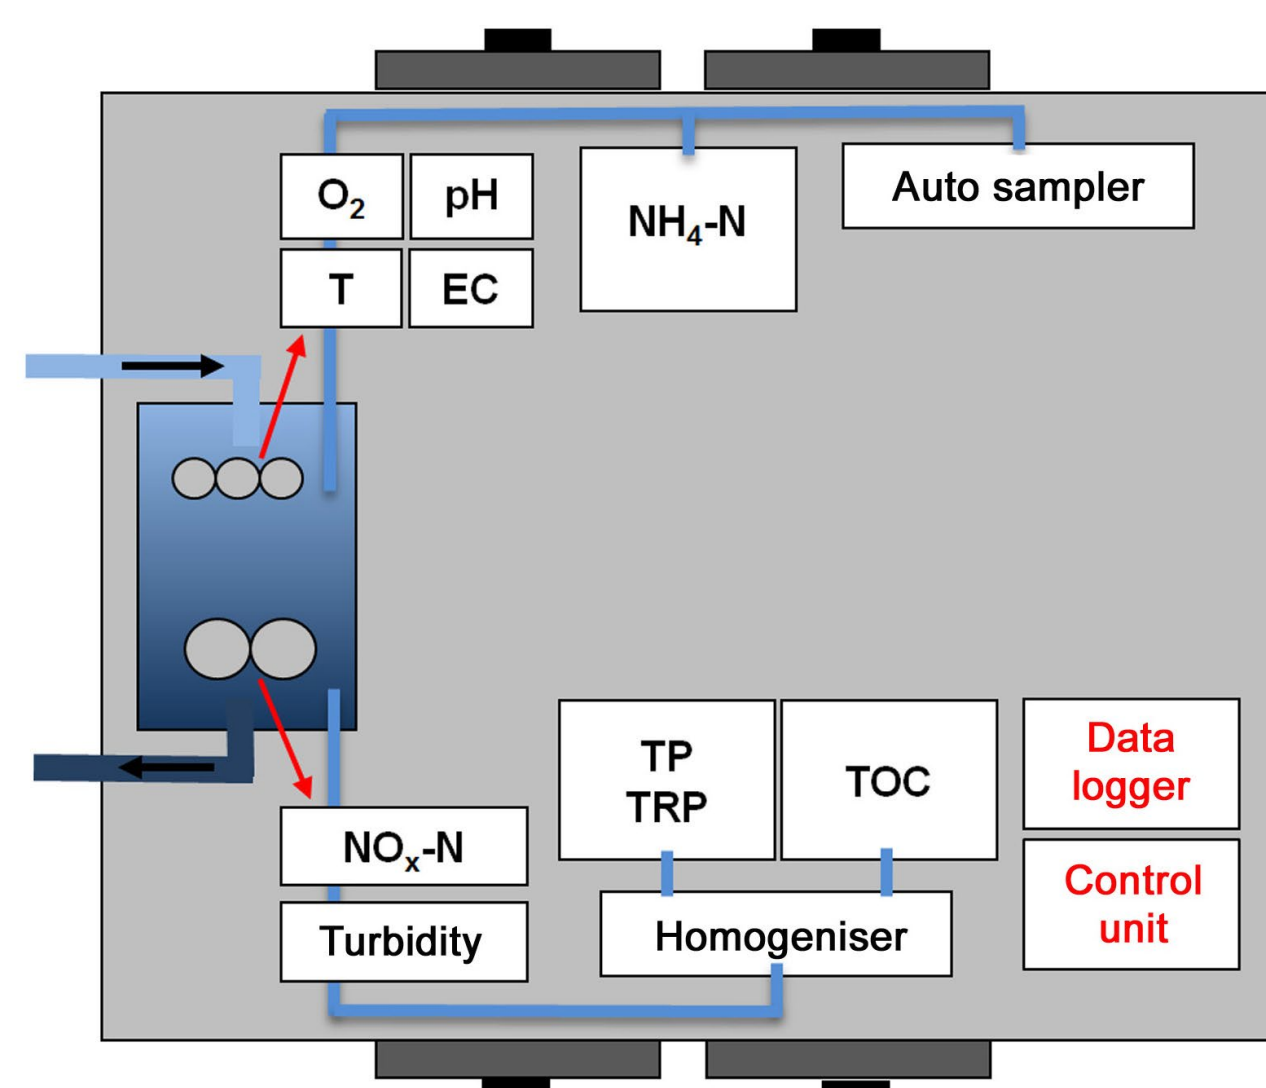 O₂
pH
T
EC
NH₄-N
Auto sampler
NOₓ-N
Turbidity
TP
TRP
TOC
Homogeniser
Data
logger
Control
unit